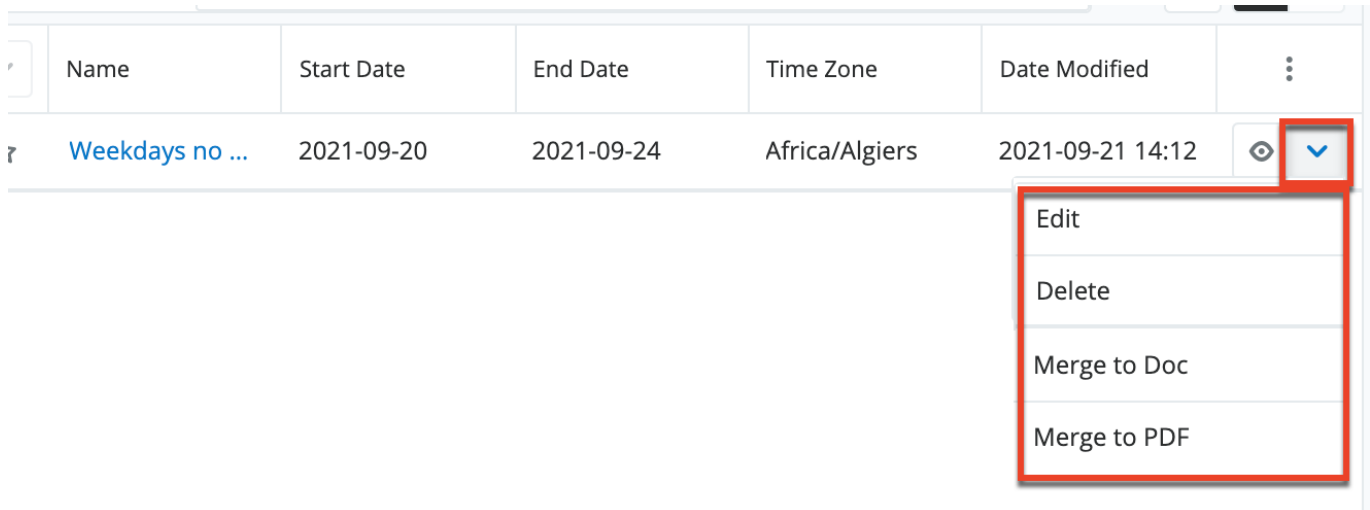 Name Start Date End Date Time Zone Date Modified
Weekdays no ... 2021-09-20 2021-09-24 Africa/Algiers 2021-09-21 14:12
Edit
Delete
Merge to Doc
Merge to PDF